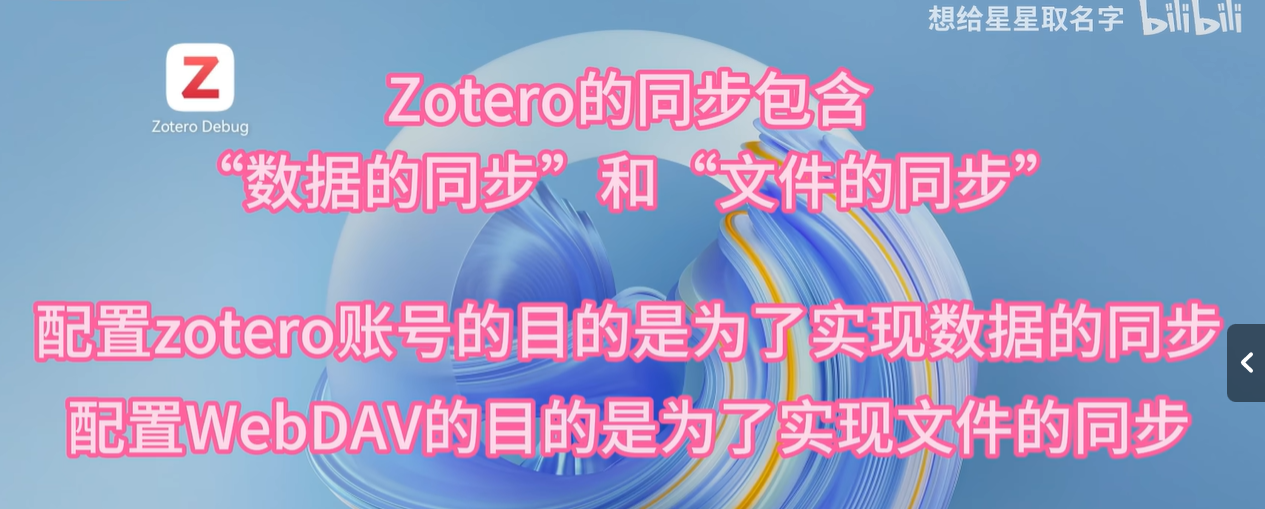 想给星星取名字 bilibili
Z
Zotero Debug
Zotero的同步包含
“数据的同步” 和 “文件的同步”
配置zotero账号的目的是为了实现数据的同步
配置WebDAV的目的是为了实现文件的同步